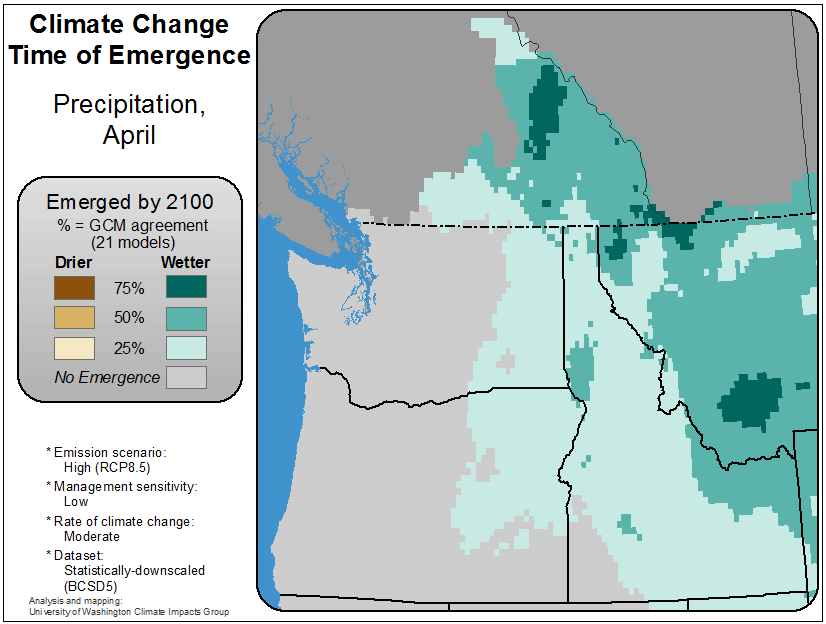 Climate Change
Time of Emergence
Precipitation,
April
Emerged by 2100
% = GCM agreement
(21 models)
Drier Wetter
75%
50%
25%
No Emergence
* Emission scenario:
High (RCP8.5)
* Management sensitivity:
Low
* Rate of climate change:
Moderate
* Dataset:
Statistically-downscaled
(BCSD5)
Analysis and mapping:
University of Washington Climate Impacts Group